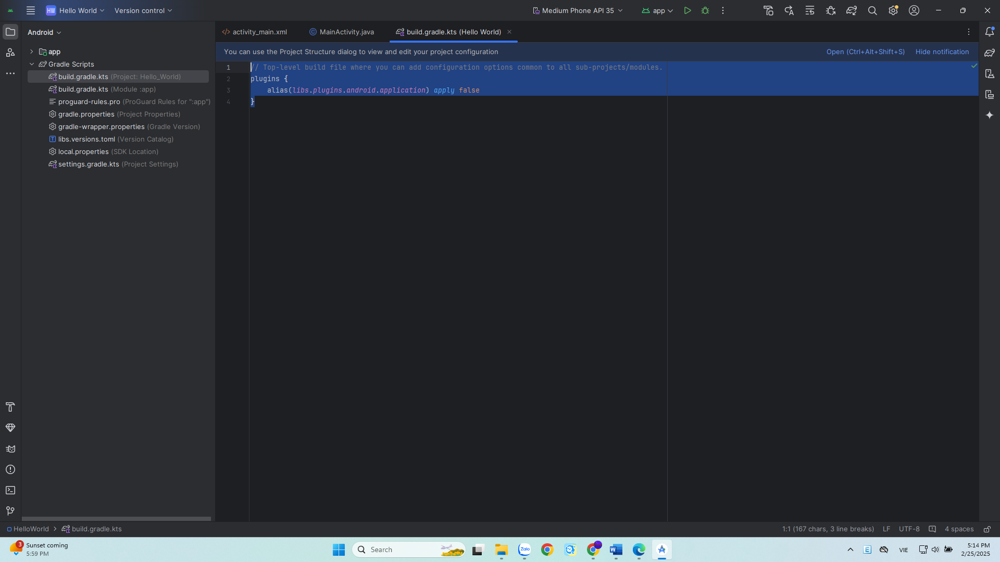 HW Hello World Version control Medium Phone API 35 app
Android
app
Gradle Scripts
build.gradle.kts (Project: Hello_World)
build.gradle.kts (Module :app)
proguard-rules.pro (ProGuard Rules for ":app")
gradle.properties (Project Properties)
gradle-wrapper.properties (Gradle Version)
libs.versions.toml (Version Catalog)
local.properties (SDK Location)
settings.gradle.kts (Project Settings)
activity_main.xml MainActivity.java build.gradle.kts (Hello World)
You can use the Project Structure dialog to view and edit your project configuration Open (Ctrl+Alt+Shift+S) Hide notification
1 // Top-level build file where you can add configuration options common to all sub-projects/modules.
2 plugins {
3 alias(libs.plugins.android.application) apply false
4 }
HelloWorld > build.gradle.kts 1:1 (167 chars, 3 line breaks) LF UTF-8 4 spaces
3 Sunset coming
5:59 PM
Search
Zalo
W
E
VIE
5:14 PM
2/25/2025